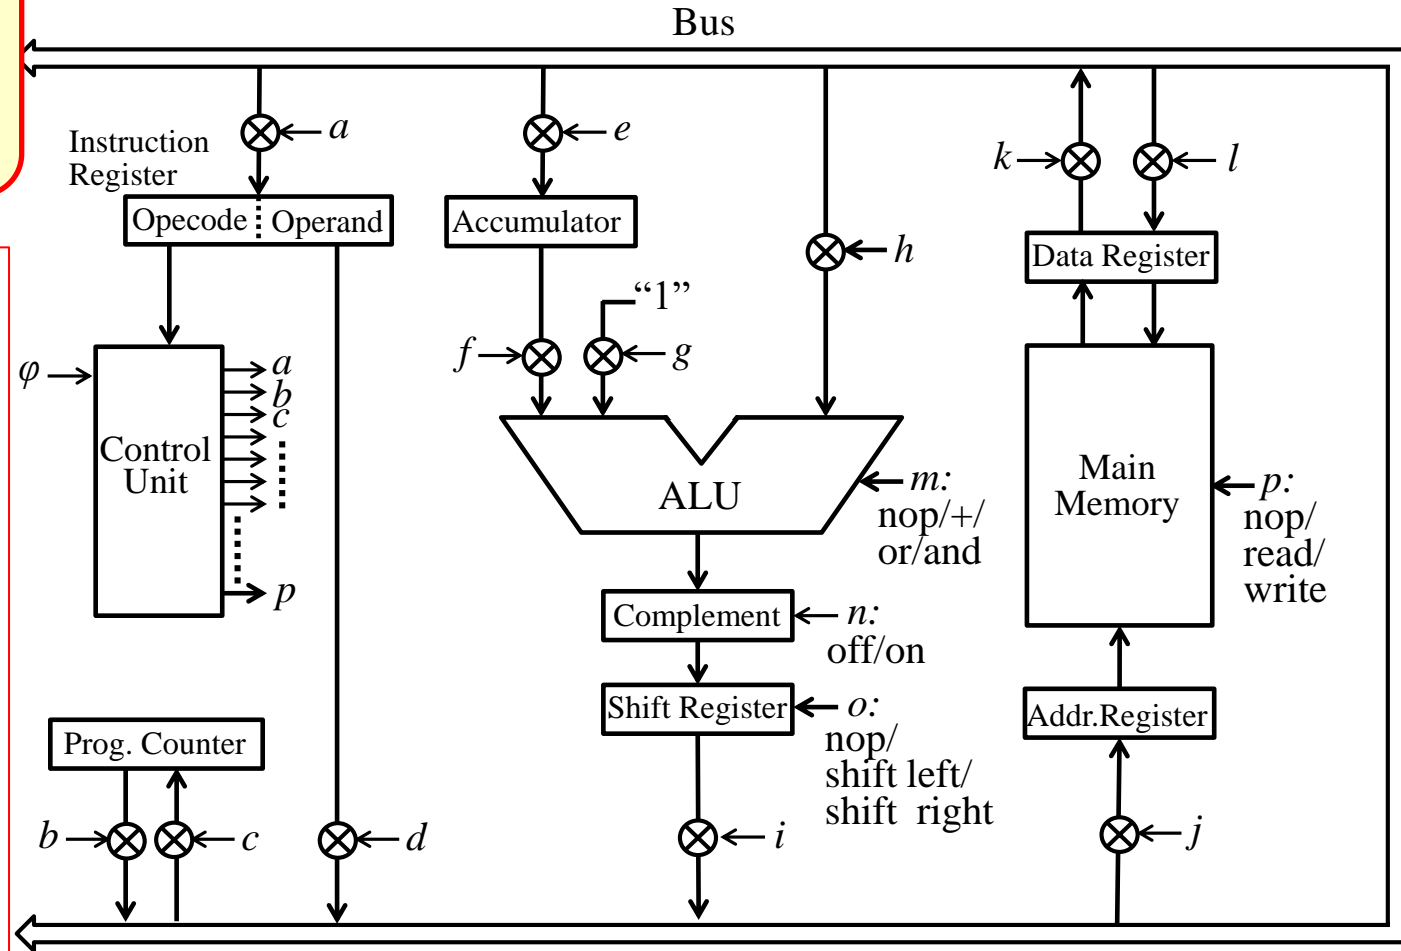 Bus
a
Instruction
Register
Opecode
Operand
e
Accumulator
h
k
l
Data Register
“1”
f
g
φ
Control
Unit
a
b
c
p
ALU
m:
nop/+/
or/and
Main
Memory
p:
nop/
read/
write
Complement
n:
off/on
Shift Register
o:
nop/
shift left/
shift right
Addr.Register
Prog. Counter
b
c
d
i
j